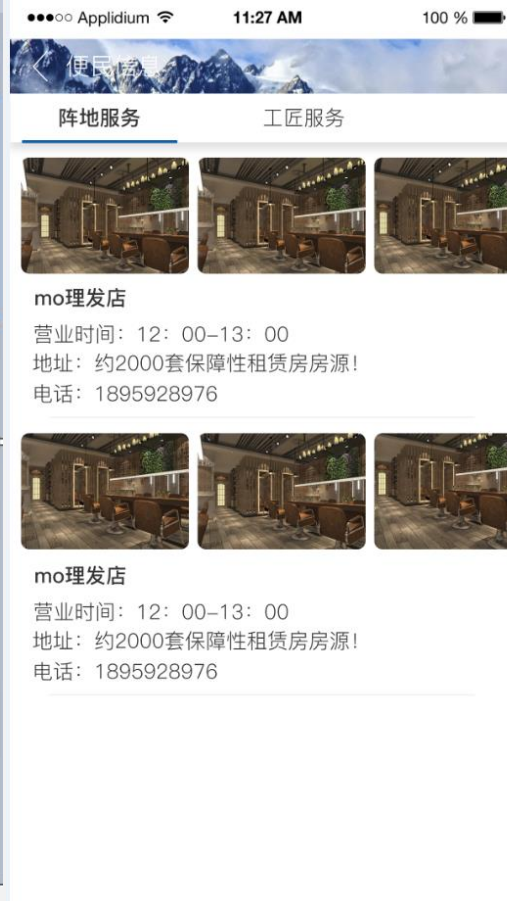 ●●●○○ Applidium 11:27 AM 100 %
便民信息
阵地服务 工匠服务
mo理发店
营业时间：12：00-13：00
地址：约2000套保障性租赁房房源！
电话：1895928976
mo理发店
营业时间：12：00-13：00
地址：约2000套保障性租赁房房源！
电话：1895928976